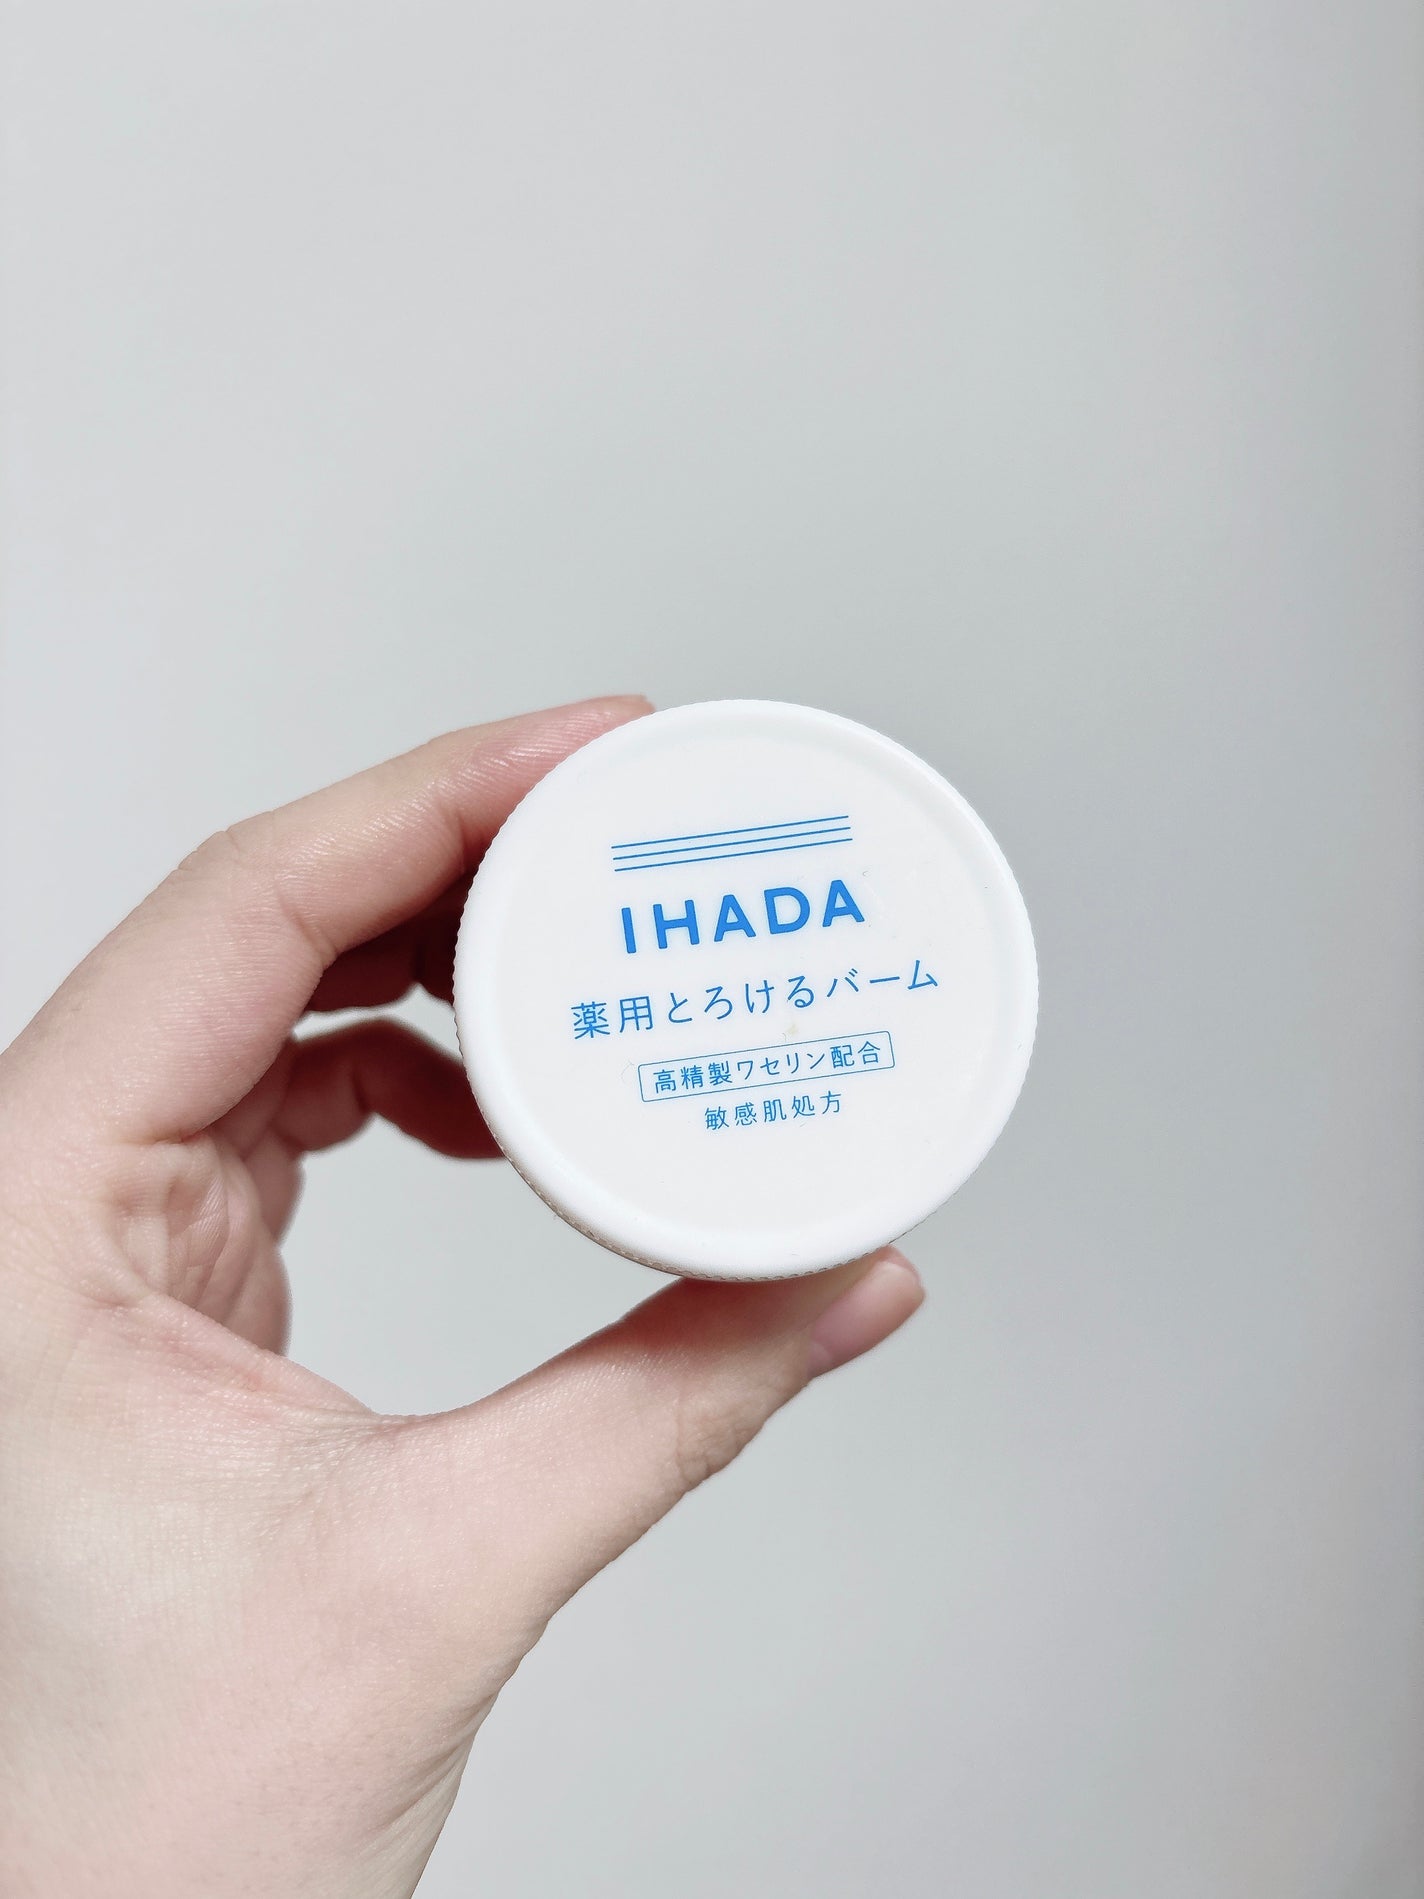 IHADA
薬用とろけるバーム
高精製ワセリン配合
敏感肌処方